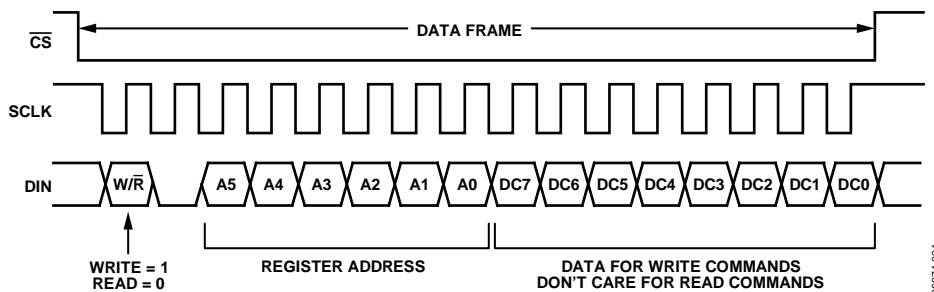 DATA FRAME
CS
SCLK
DIN W/R A5 A4 A3 A2 A1 A0 DC7 DC6 DC5 DC4 DC3 DC2 DC1 DC0
WRITE = 1
READ = 0
REGISTER ADDRESS
DATA FOR WRITE COMMANDS
DON'T CARE FOR READ COMMANDS